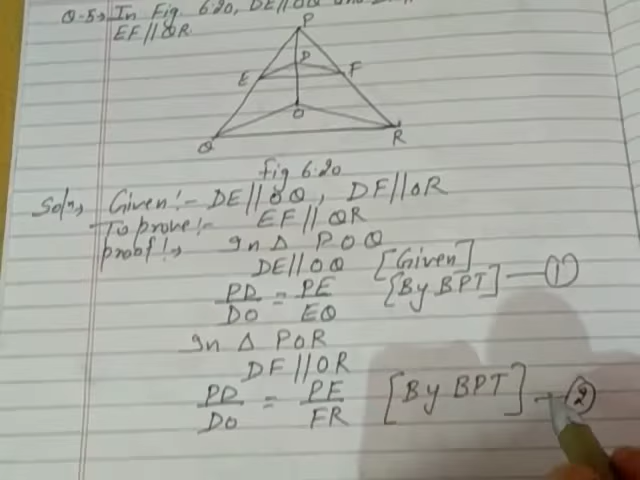 Q.5→ In Fig 6.20, DE//OQ and
EF//QR.
P
D
E
F
O
Q
R
Fig 6.20
Soln→ Given:- DE//OQ, DF//OR
To prove:- EF//QR
proof:→ In Δ POQ
DE//OQ [Given]
PD/DO = PE/EQ [By BPT] — ①
In Δ POR
DF//OR
PD/DO = PF/FR [By BPT] — ②